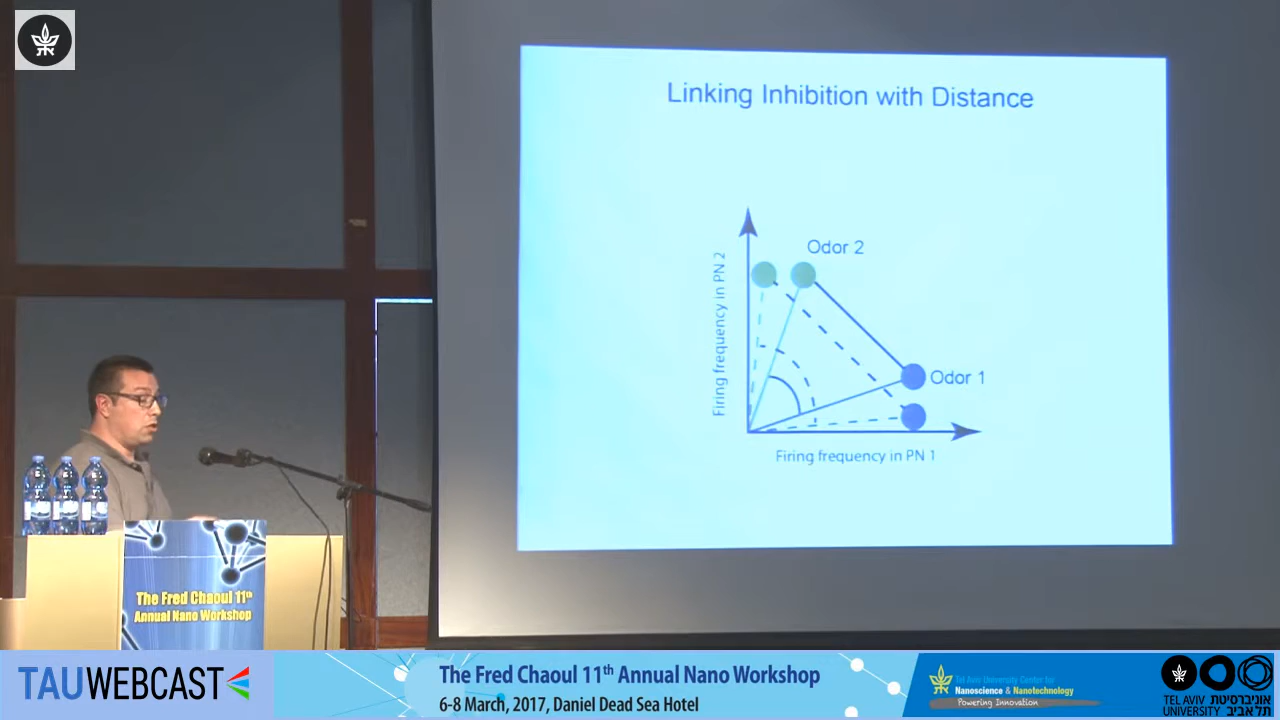 Linking Inhibition with Distance
Odor 2
Firing frequency in PN 2
Odor 1
Firing frequency in PN 1
The Fred Chaoul 11th
Annual Nano Workshop
TAUWEBCAST
The Fred Chaoul 11th Annual Nano Workshop
6-8 March, 2017, Daniel Dead Sea Hotel
Tel Aviv University Center for
Nanoscience & Nanotechnology
Powering Innovation
TEL AVIV אוניברסיטת
UNIVERSITY תל אביב